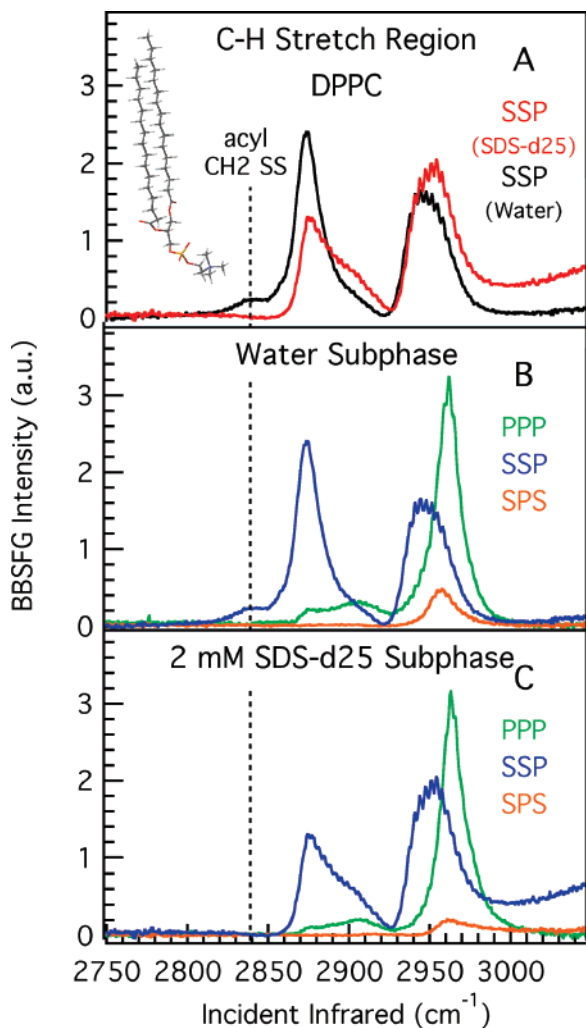 C-H Stretch Region
DPPC
A
acyl
CH2 SS
SSP
(SDS-d25)
SSP
(Water)
3
2
1
0
Water Subphase
B
PPP
SSP
SPS
3
2
1
0
2 mM SDS-d25 Subphase
C
PPP
SSP
SPS
3
2
1
0
BBSFG Intensity (a.u.)
2750 2800 2850 2900 2950 3000
Incident Infrared (cm⁻¹)